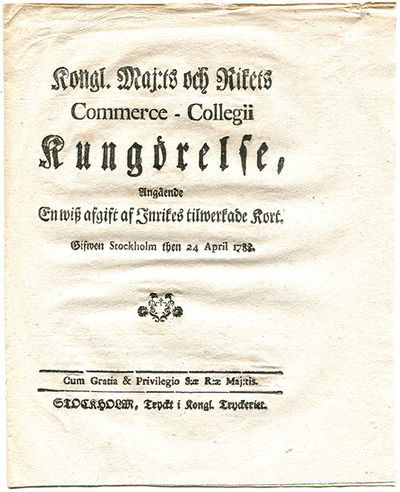 Kongl. Maj:ts och Rikets
Commerce - Collegii
Kungörelse,
Angående
En wiß afgift af Inrikes tilwerkade Kort.
Gifwen Stockholm then 24 April
Cum Gratia & Privilegio S:æ R:æ Maj:tis.
STOCKHOLM, Tryckt i Kongl. Tryckeriet.